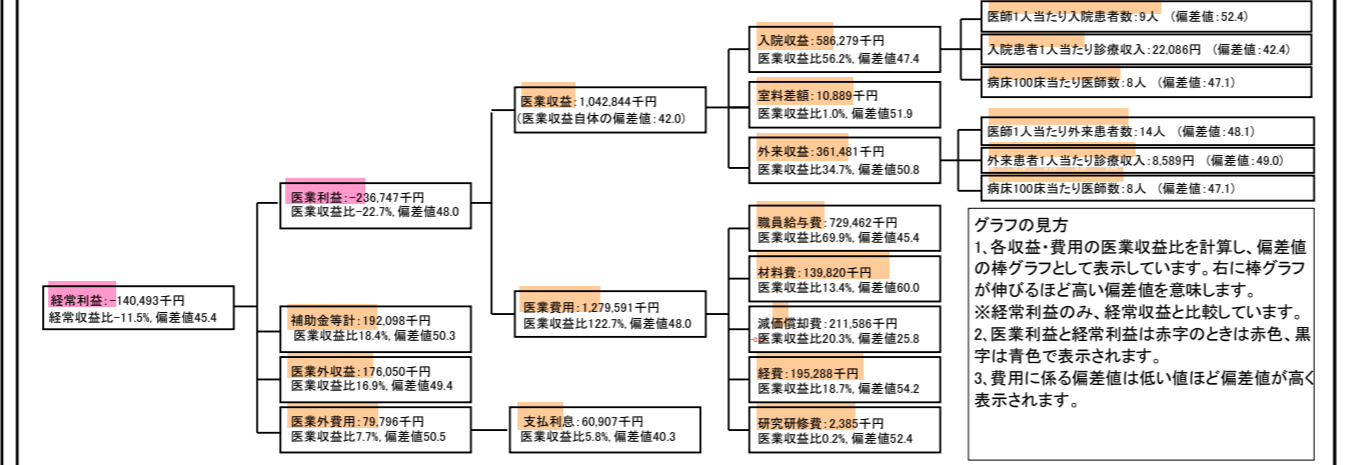 経常利益:-140,493千円
経常収益比-11.5%, 偏差値45.4
医業利益:-236,747千円
医業収益比-22.7%, 偏差値48.0
補助金等計:192,098千円
医業収益比18.4%, 偏差値50.3
医業外収益:176,050千円
医業収益比16.9%, 偏差値49.4
医業外費用:79,796千円
医業収益比7.7%, 偏差値50.5
医業収益:1,042,844千円
(医業収益自体の偏差値:42.0)
医業費用:1,279,591千円
医業収益比122.7%, 偏差値48.0
支払利息:60,907千円
医業収益比5.8%, 偏差値40.3
入院収益:586,279千円
医業収益比56.2%, 偏差値47.4
室料差額:10,889千円
医業収益比1.0%, 偏差値51.9
外来収益:361,481千円
医業収益比34.7%, 偏差値50.8
職員給与費:729,462千円
医業収益比69.9%, 偏差値45.4
材料費:139,820千円
医業収益比13.4%, 偏差値60.0
減価償却費:211,586千円
医業収益比20.3%, 偏差値25.8
経費:195,288千円
医業収益比18.7%, 偏差値54.2
研究研修費:2,385千円
医業収益比0.2%, 偏差値52.4
医師1人当たり入院患者数:9人 (偏差値:52.4)
入院患者1人当たり診療収入:22,086円 (偏差値:42.4)
病床100床当たり医師数:8人 (偏差値:47.1)
医師1人当たり外来患者数:14人 (偏差値:48.1)
外来患者1人当たり診療収入:8,589円 (偏差値:49.0)
病床100床当たり医師数:8人 (偏差値:47.1)
グラフの見方
1、各収益・費用の医業収益比を計算し、偏差値
の棒グラフとして表示しています。右に棒グラフ
が伸びるほど高い偏差値を意味します。
※経常利益のみ、経常収益と比較しています。
2、医業利益と経常利益は赤字のときは赤色、黒
字は青色で表示されます。
3、費用に係る偏差値は低い値ほど偏差値が高く
表示されます。